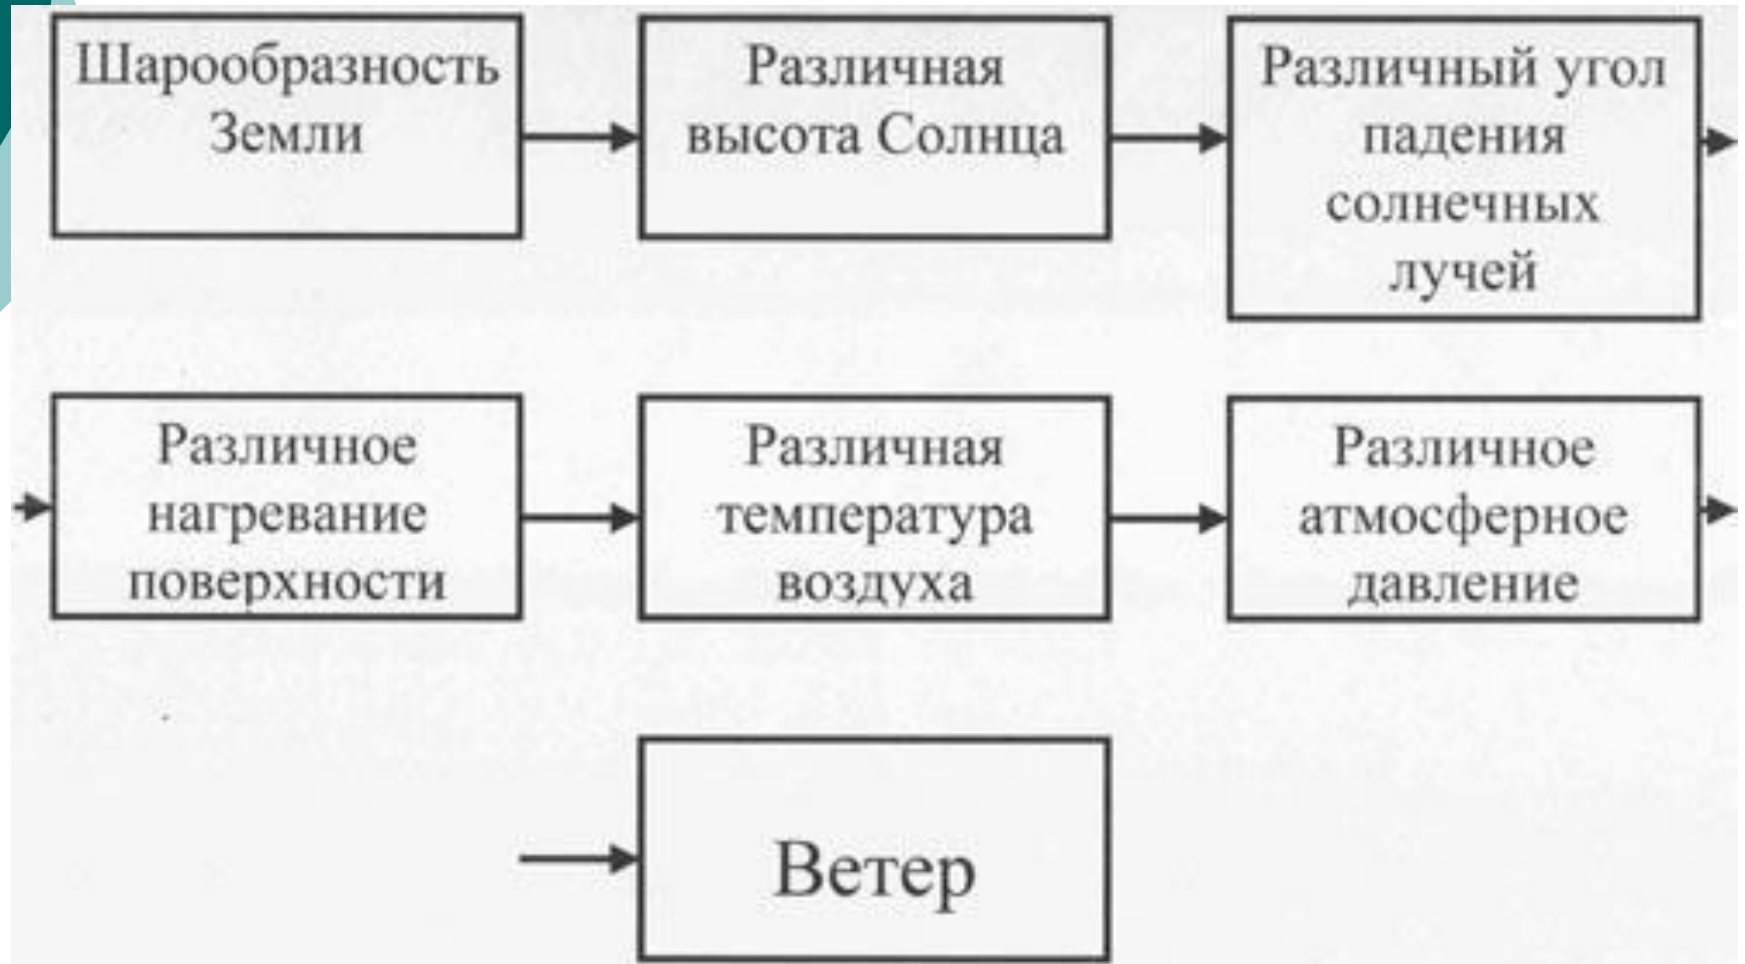 Шарообразность
Земли
Различная
высота Солнца
Различный угол
падения
солнечных
лучей
Различное
нагревание
поверхности
Различная
температура
воздуха
Различное
атмосферное
давление
Ветер